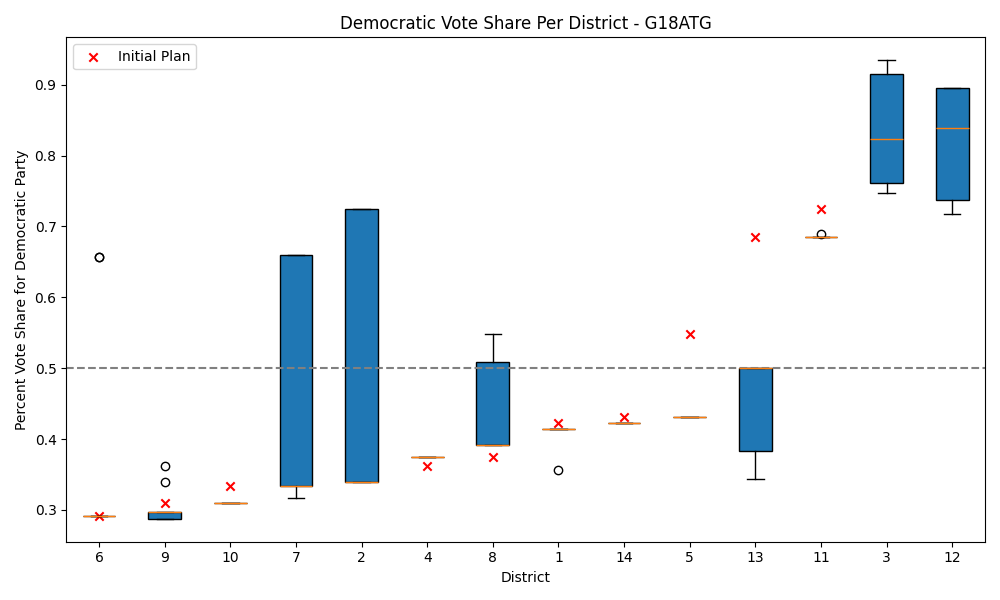 Democratic Vote Share Per District - G18ATG
Initial Plan
Percent Vote Share for Democratic Party
0.9
0.8
0.7
0.6
0.5
0.4
0.3
6 9 10 7 2 4 8 1 14 5 13 11 3 12
District